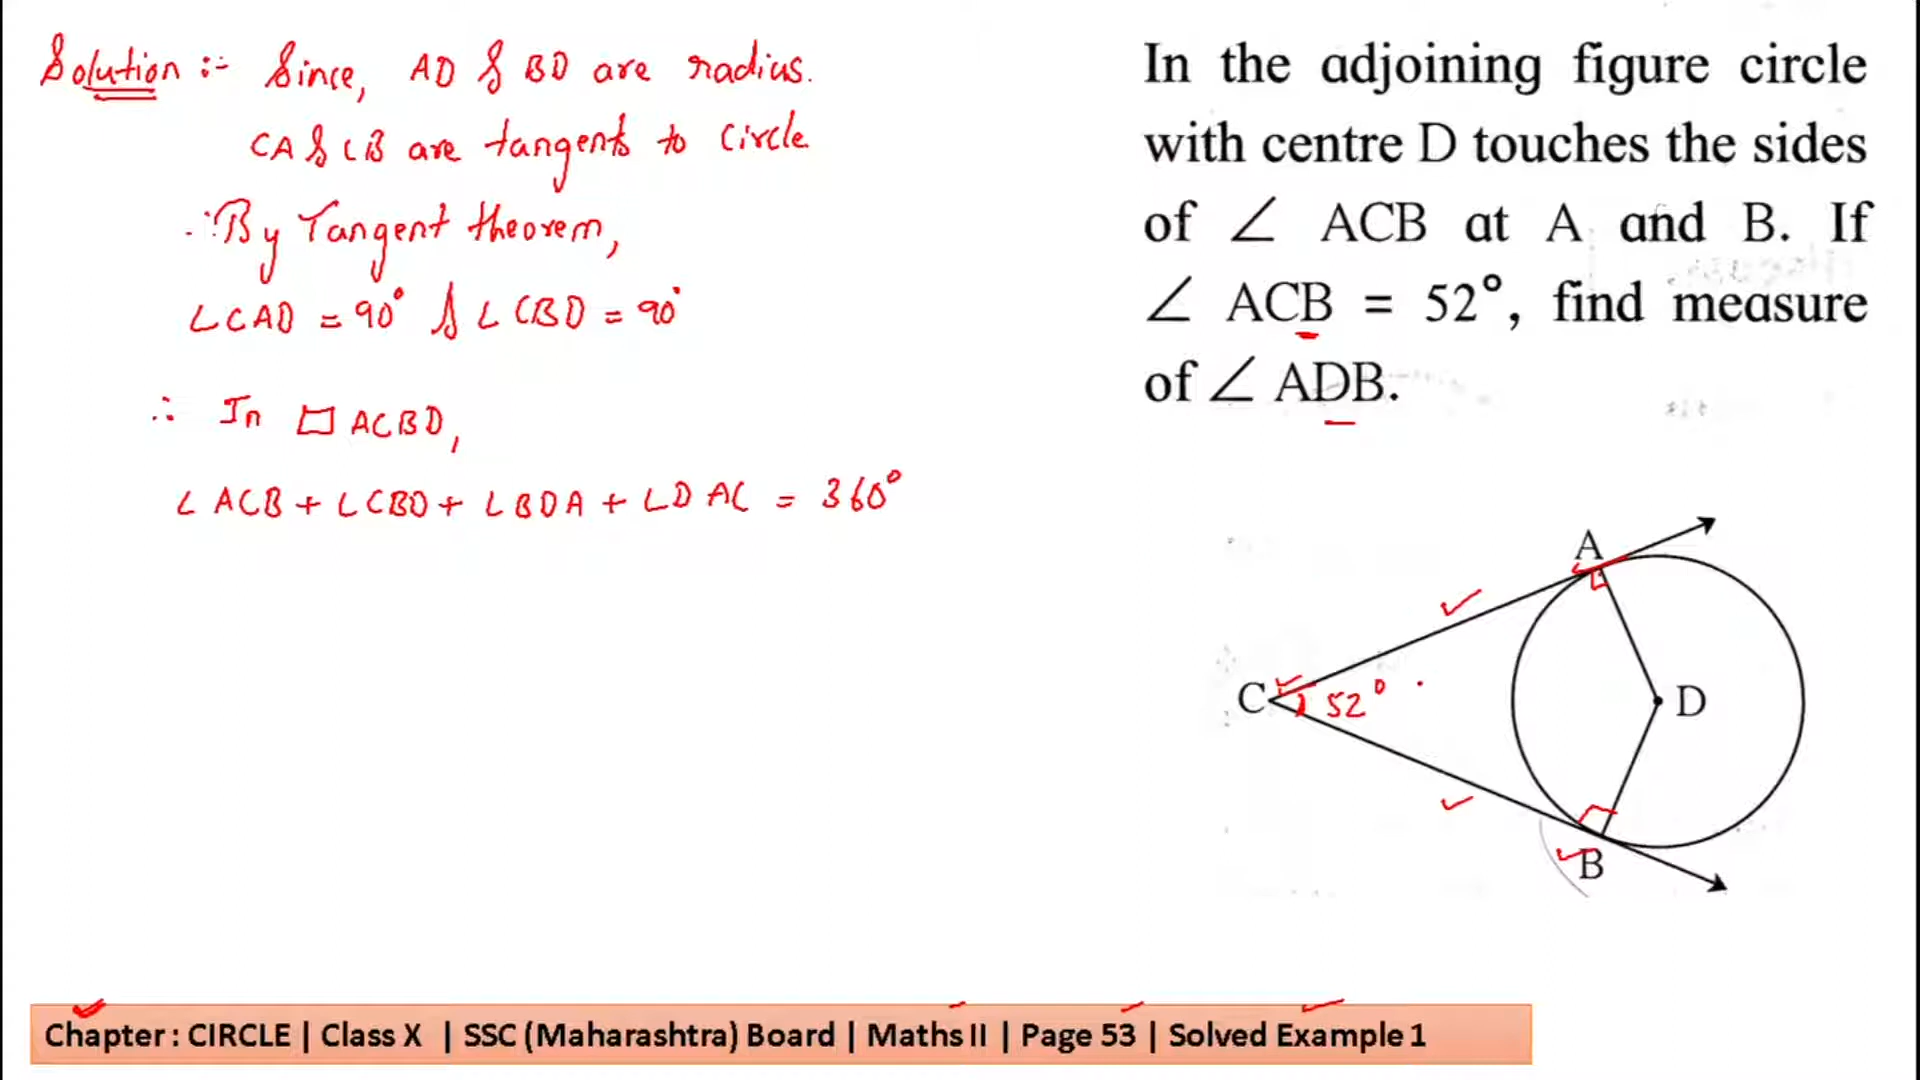 Solution :- Since, AD & BD are radius.
CA & CB are tangents to circle
∴ By Tangent theorem,
∠CAD = 90° & ∠CBD = 90°
∴ In □ ACBD,
∠ACB + ∠CBD + ∠BDA + ∠DAC = 360°
In the adjoining figure circle
with centre D touches the sides
of ∠ ACB at A and B. If
∠ ACB = 52°, find measure
of ∠ ADB.
A
C 52° D
B
Chapter : CIRCLE | Class X | SSC (Maharashtra) Board | Maths II | Page 53 | Solved Example 1